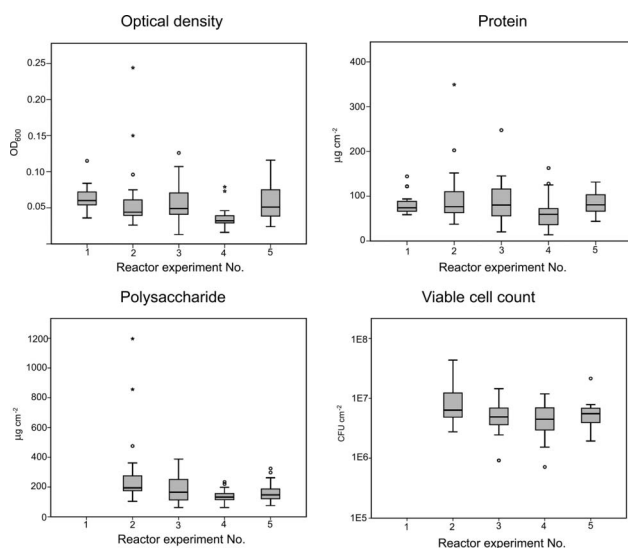 Optical density
0.25
0.20
0.15
0.10
0.05
OD600
1 2 3 4 5
Reactor experiment No.
Protein
400
300
200
100
0
µg cm-2
1 2 3 4 5
Reactor experiment No.
Polysaccharide
1200
1000
800
600
400
200
0
µg cm-2
1 2 3 4 5
Reactor experiment No.
Viable cell count
1E8
1E7
1E6
1E5
CFU cm-2
1 2 3 4 5
Reactor experiment No.